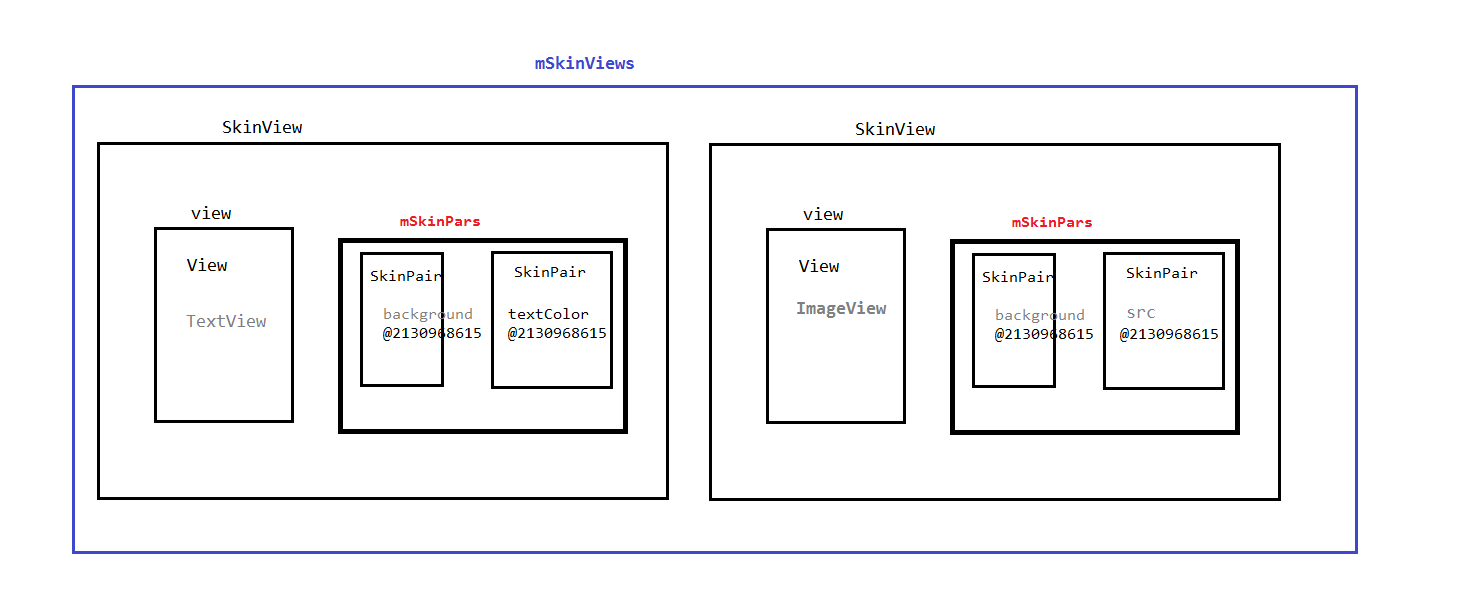 mSkinViews
SkinView
view
mSkinPars
View
TextView
SkinPair
background
@2130968615
SkinPair
textColor
@2130968615
SkinView
view
mSkinPars
View
ImageView
SkinPair
background
@2130968615
SkinPair
src
@2130968615